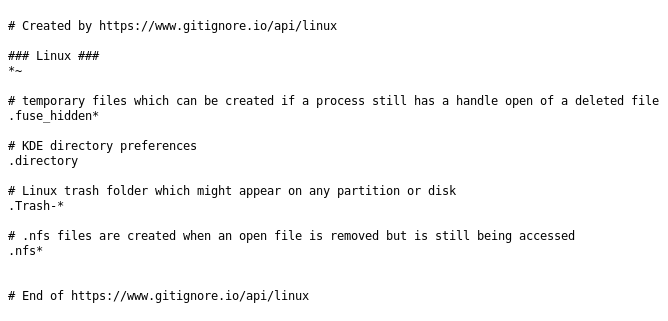 # Created by https://www.gitignore.io/api/linux
### Linux ###
*~
# temporary files which can be created if a process still has a handle open of a deleted file
.fuse_hidden*
# KDE directory preferences
.directory
# Linux trash folder which might appear on any partition or disk
.Trash-*
# .nfs files are created when an open file is removed but is still being accessed
.nfs*
# End of https://www.gitignore.io/api/linux